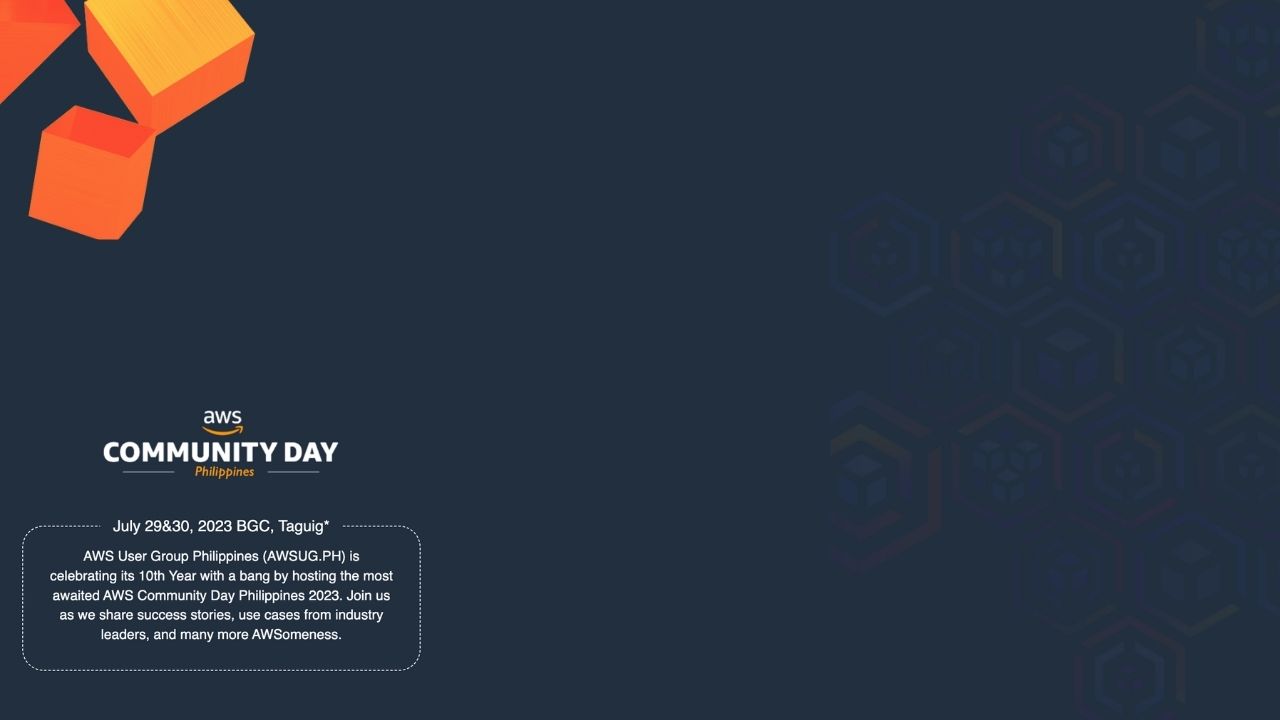 aws
COMMUNITY DAY
Philippines
July 29&30, 2023 BGC, Taguig*
AWS User Group Philippines (AWSUG.PH) is
celebrating its 10th Year with a bang by hosting the most
awaited AWS Community Day Philippines 2023. Join us
as we share success stories, use cases from industry
leaders, and many more AWSomeness.